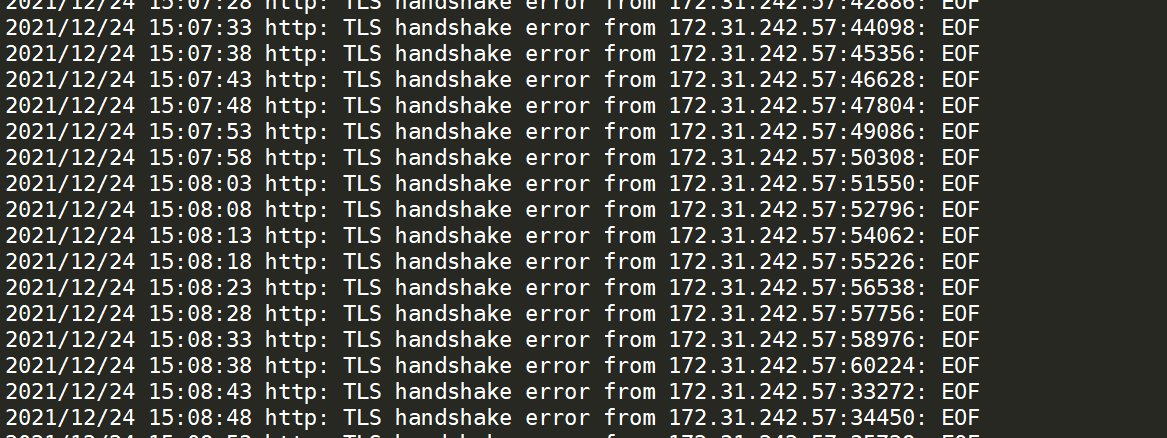 2021/12/24 15:07:28 http: TLS handshake error from 172.31.242.57:42886: EOF
2021/12/24 15:07:33 http: TLS handshake error from 172.31.242.57:44098: EOF
2021/12/24 15:07:38 http: TLS handshake error from 172.31.242.57:45356: EOF
2021/12/24 15:07:43 http: TLS handshake error from 172.31.242.57:46628: EOF
2021/12/24 15:07:48 http: TLS handshake error from 172.31.242.57:47804: EOF
2021/12/24 15:07:53 http: TLS handshake error from 172.31.242.57:49086: EOF
2021/12/24 15:07:58 http: TLS handshake error from 172.31.242.57:50308: EOF
2021/12/24 15:08:03 http: TLS handshake error from 172.31.242.57:51550: EOF
2021/12/24 15:08:08 http: TLS handshake error from 172.31.242.57:52796: EOF
2021/12/24 15:08:13 http: TLS handshake error from 172.31.242.57:54062: EOF
2021/12/24 15:08:18 http: TLS handshake error from 172.31.242.57:55226: EOF
2021/12/24 15:08:23 http: TLS handshake error from 172.31.242.57:56538: EOF
2021/12/24 15:08:28 http: TLS handshake error from 172.31.242.57:57756: EOF
2021/12/24 15:08:33 http: TLS handshake error from 172.31.242.57:58976: EOF
2021/12/24 15:08:38 http: TLS handshake error from 172.31.242.57:60224: EOF
2021/12/24 15:08:43 http: TLS handshake error from 172.31.242.57:33272: EOF
2021/12/24 15:08:48 http: TLS handshake error from 172.31.242.57:34450: EOF